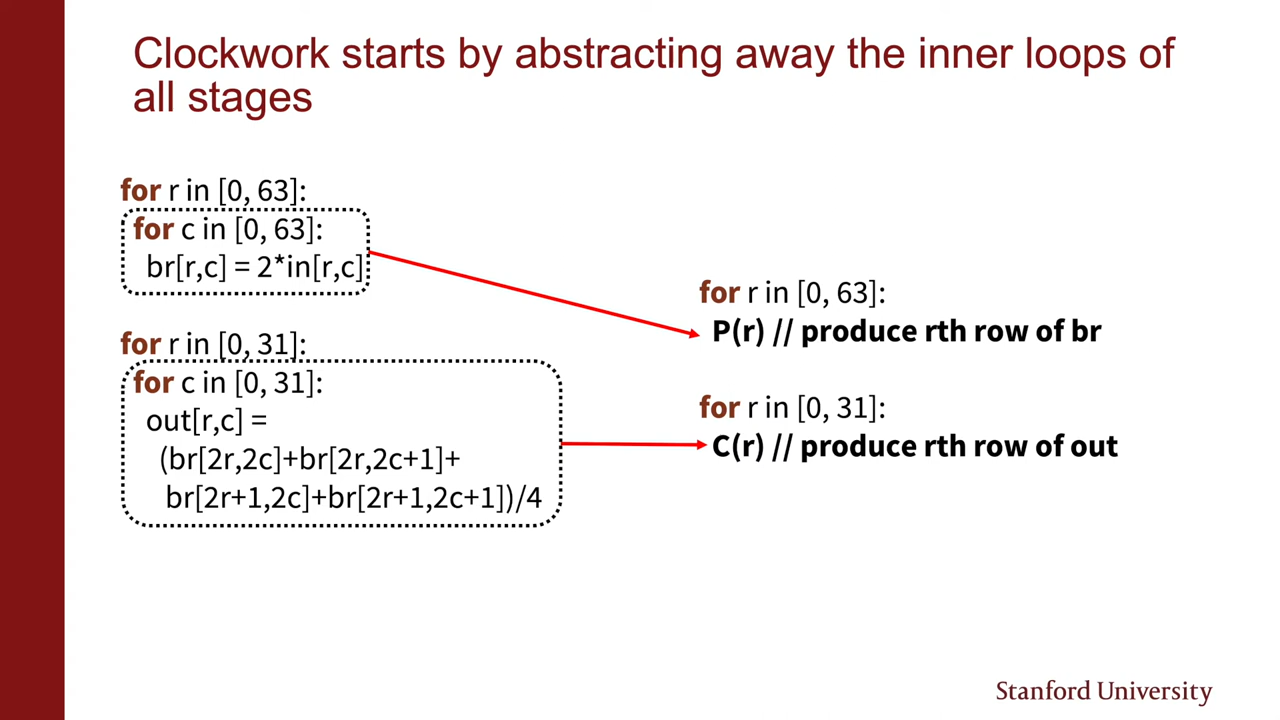 Clockwork starts by abstracting away the inner loops of
all stages
for r in [0, 63]:
for c in [0, 63]:
br[r,c] = 2*in[r,c]
for r in [0, 31]:
for c in [0, 31]:
out[r,c] =
(br[2r,2c]+br[2r,2c+1]+
br[2r+1,2c]+br[2r+1,2c+1])/4
for r in [0, 63]:
P(r) // produce rth row of br
for r in [0, 31]:
C(r) // produce rth row of out
Stanford University